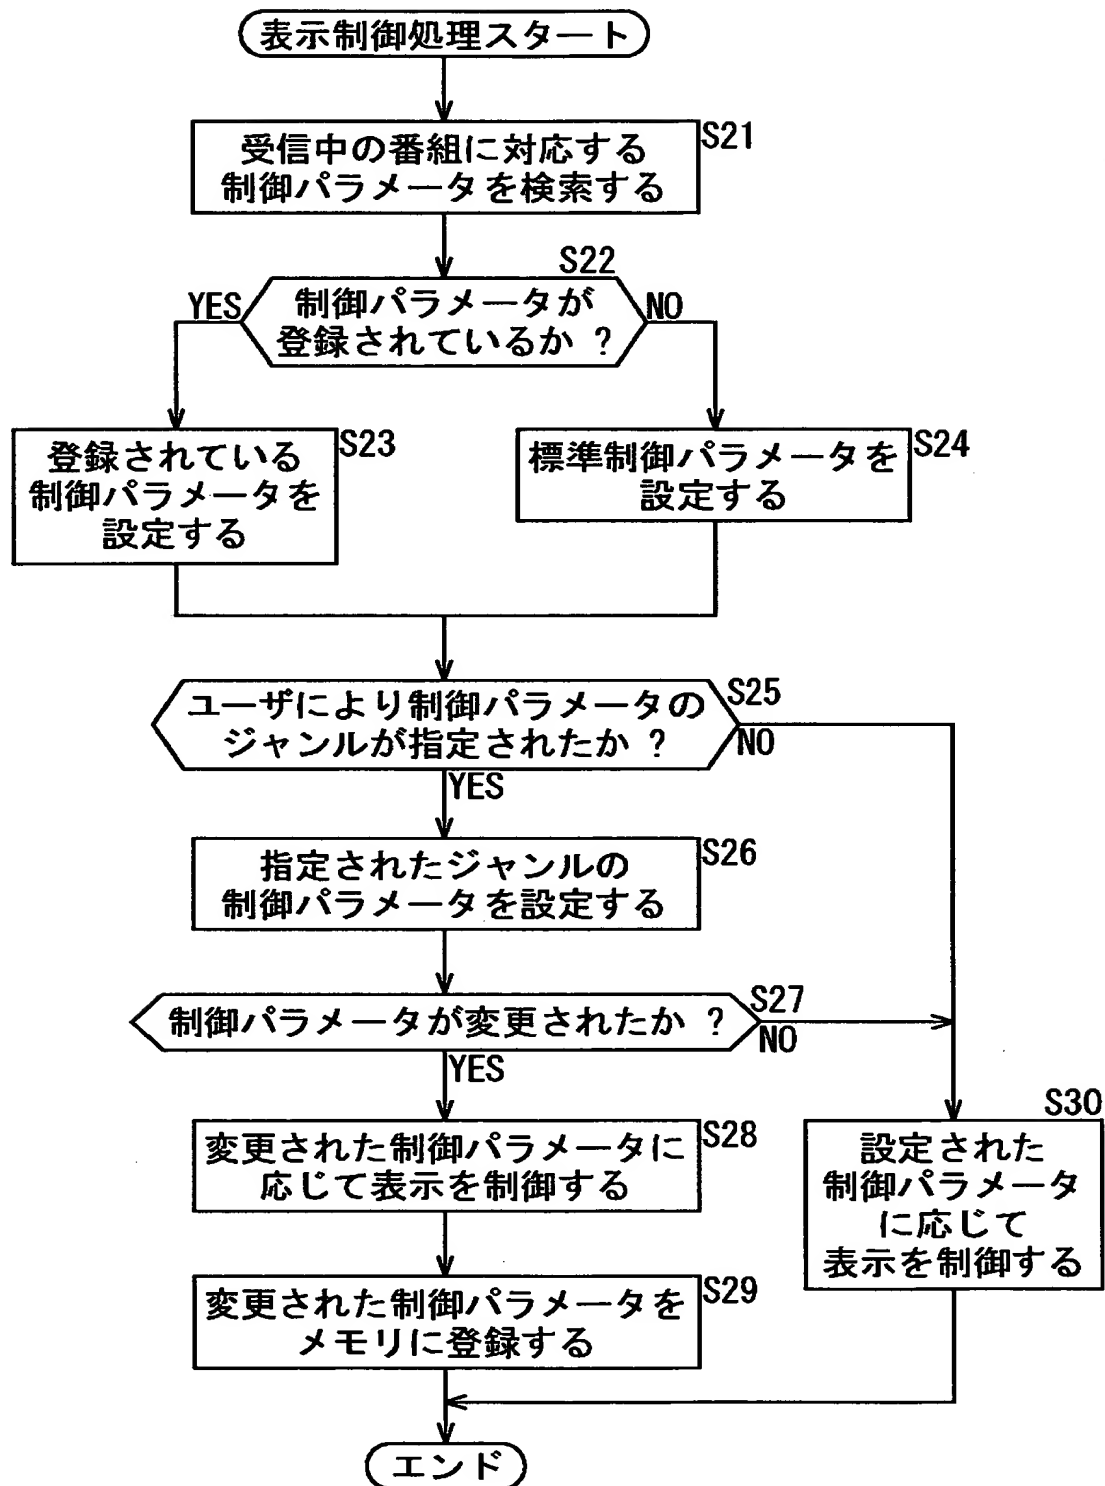 表示制御処理スタート
S21
受信中の番組に対応する
制御パラメータを検索する
S22
YES
制御パラメータが
登録されているか ?
NO
S23
登録されている
制御パラメータを
設定する
S24
標準制御パラメータを
設定する
S25
ユーザにより制御パラメータの
ジャンルが指定されたか ?
NO
YES
S26
指定されたジャンルの
制御パラメータを設定する
S27
制御パラメータが変更されたか ?
NO
YES
S28
変更された制御パラメータに
応じて表示を制御する
S30
設定された
制御パラメータ
に応じて
表示を制御する
S29
変更された制御パラメータを
メモリに登録する
エンド